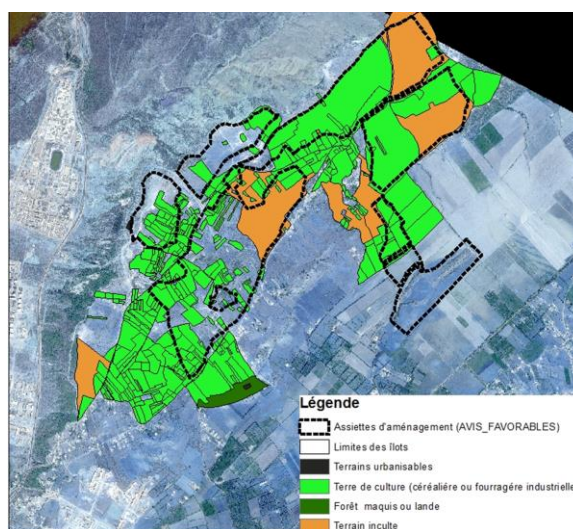 Légende
Assiettes d'aménagement (AVIS_FAVORABLES)
Limites des îlots
Terrains urbanisables
Terre de culture (céréalière ou fourragére industrielle
Forêt maquis ou lande
Terrain inculte